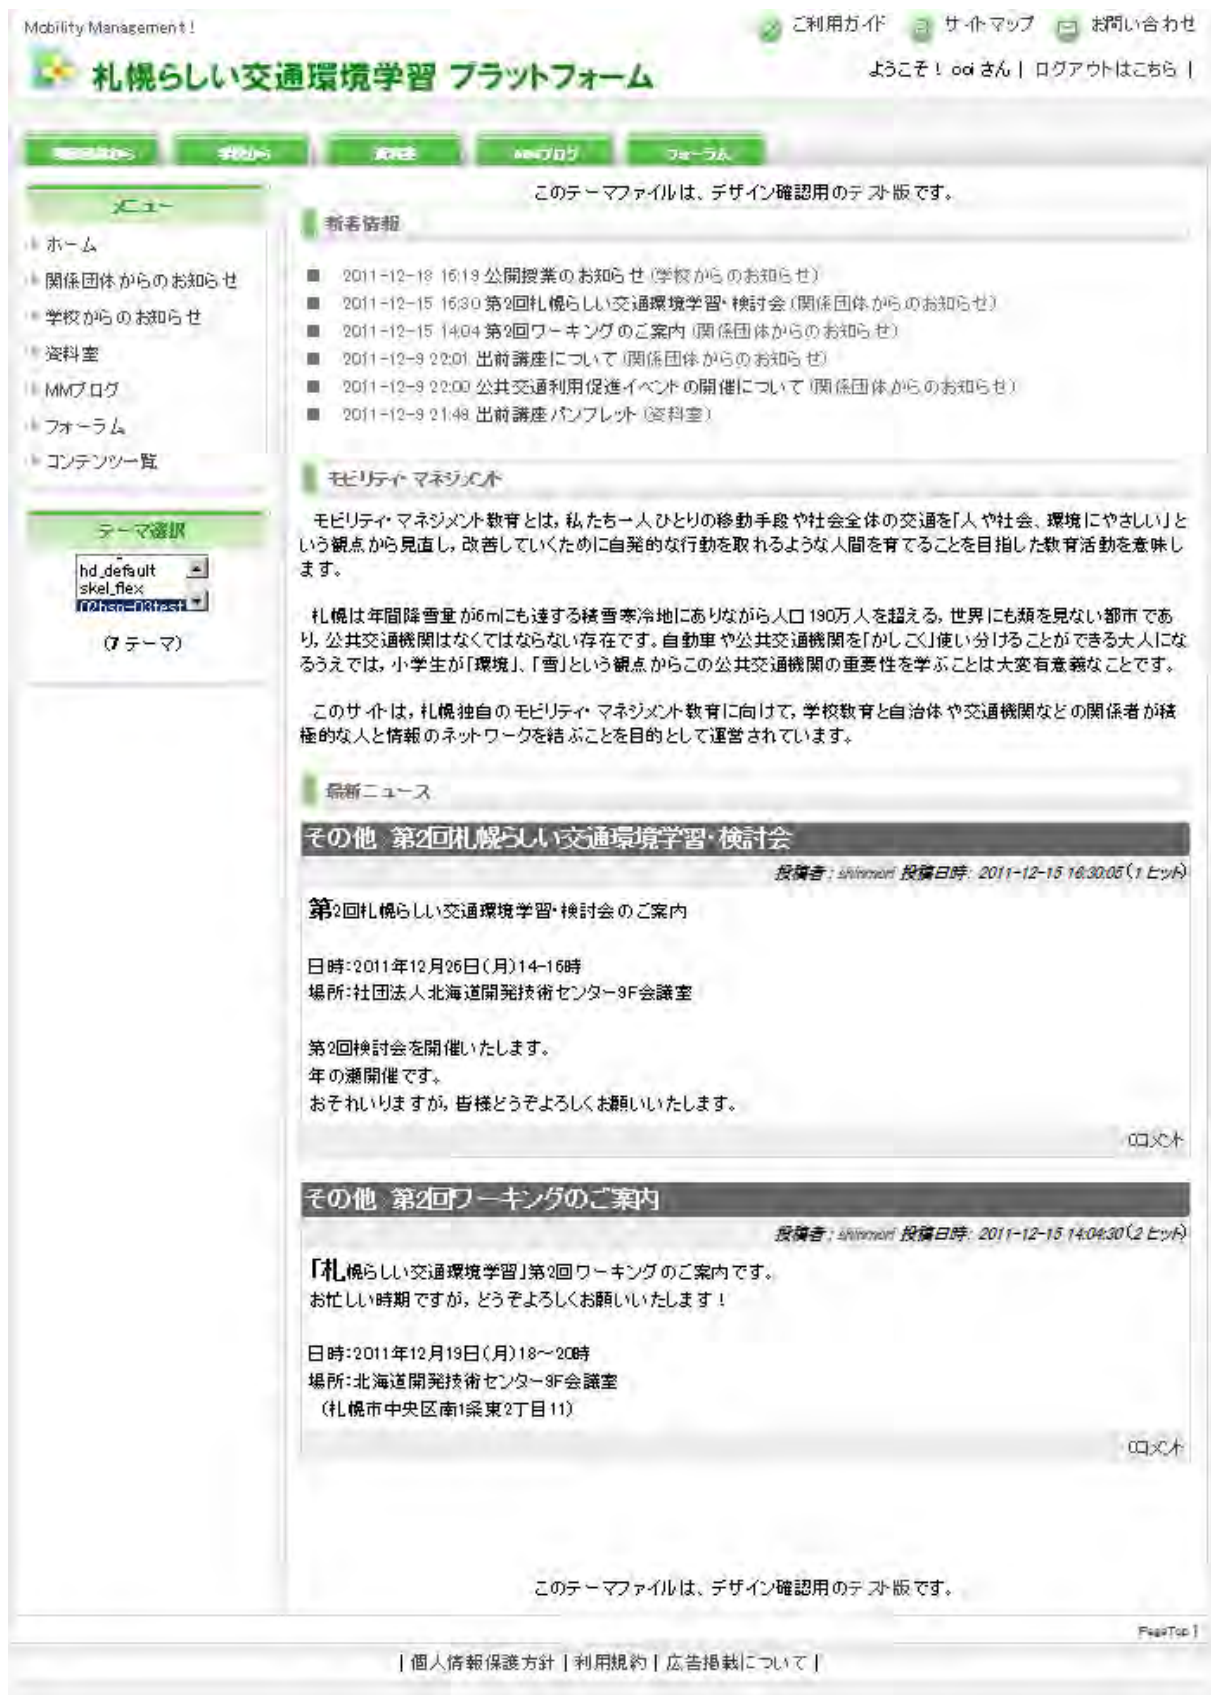 Mobility Management!
ご利用ガイド サイトマップ お問い合わせ
札幌らしい交通環境学習 プラットフォーム
ようこそ! ooi さん | ログアウトはこちら |
学校から 資料室 MMブログ フォーラム
メニュー
ホーム
関係団体からのお知らせ
学校からのお知らせ
資料室
MMブログ
フォーラム
コンテンツ一覧
テーマ選択
hd_default
skel_flex
(7 テーマ)
このテーマファイルは、デザイン確認用のテスト版です。
新着情報
■ 2011-12-18 16:19 公開授業のお知らせ (学校からのお知らせ)
■ 2011-12-15 16:30 第2回札幌らしい交通環境学習・検討会 (関係団体からのお知らせ)
■ 2011-12-15 14:04 第2回ワーキングのご案内 (関係団体からのお知らせ)
■ 2011-12-9 22:01 出前講座について (関係団体からのお知らせ)
■ 2011-12-9 22:00 公共交通利用促進イベントの開催について (関係団体からのお知らせ)
■ 2011-12-9 21:48 出前講座パンフレット (資料室)
モビリティ・マネジメント
モビリティ・マネジメント教育とは，私たち一人ひとりの移動手段や社会全体の交通を「人や社会、環境にやさしい」と
いう観点から見直し，改善していくために自発的な行動を取れるような人間を育てることを目指した教育活動を意味し
ます。
札幌は年間降雪量が6mにも達する積雪寒冷地にありながら人口190万人を超える，世界にも類を見ない都市であ
り，公共交通機関はなくてはならない存在です。自動車や公共交通機関を「かしこく」使い分けることができる大人にな
るうえでは，小学生が「環境」、「雪」という観点からこの公共交通機関の重要性を学ぶことは大変有意義なことです。
このサイトは，札幌独自のモビリティ・マネジメント教育に向けて，学校教育と自治体や交通機関などの関係者が積
極的な人と情報のネットワークを結ぶことを目的として運営されています。
最新ニュース
その他 第2回札幌らしい交通環境学習・検討会
投稿者 : shinmori 投稿日時: 2011-12-15 16:30:05 (1 ヒット)
第2回札幌らしい交通環境学習・検討会のご案内
日時:2011年12月26日(月)14-16時
場所:社団法人北海道開発技術センター9F会議室
第2回検討会を開催いたします。
年の瀬開催です。
おそれいりますが，皆様どうぞよろしくお願いいたします。
0コメント
その他 第2回ワーキングのご案内
投稿者 : shinmori 投稿日時: 2011-12-15 14:04:30 (2 ヒット)
「札幌らしい交通環境学習」第2回ワーキングのご案内です。
お忙しい時期ですが，どうぞよろしくお願いいたします！
日時:2011年12月19日(月)18～20時
場所:北海道開発技術センター9F会議室
(札幌市中央区南1条東2丁目11)
0コメント
このテーマファイルは、デザイン確認用のテスト版です。
PageTop
| 個人情報保護方針 | 利用規約 | 広告掲載について |